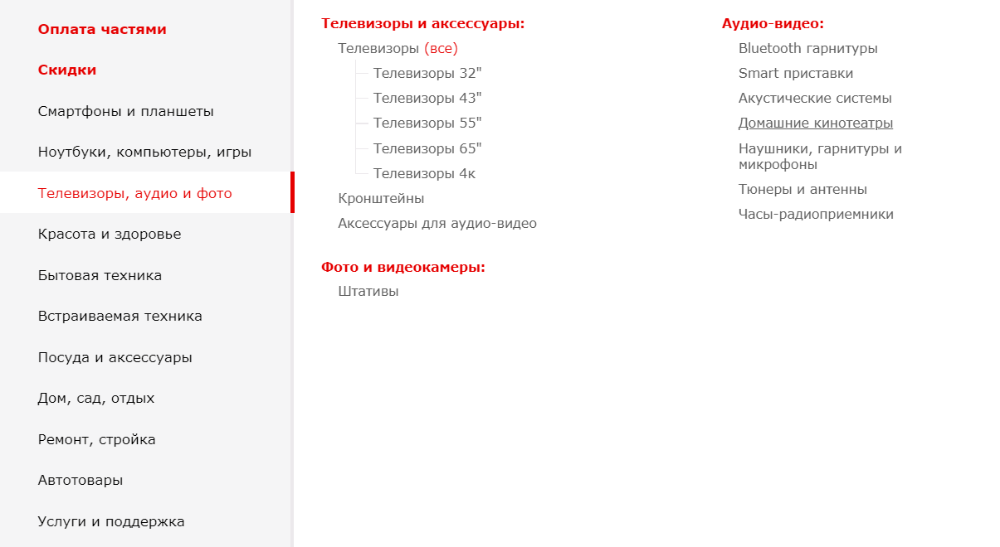 Оплата частями
Скидки
Смартфоны и планшеты
Ноутбуки, компьютеры, игры
Телевизоры, аудио и фото
Красота и здоровье
Бытовая техника
Встраиваемая техника
Посуда и аксессуары
Дом, сад, отдых
Ремонт, стройка
Автотовары
Услуги и поддержка
Телевизоры и аксессуары:
Телевизоры (все)
Телевизоры 32"
Телевизоры 43"
Телевизоры 55"
Телевизоры 65"
Телевизоры 4к
Кронштейны
Аксессуары для аудио-видео
Фото и видеокамеры:
Штативы
Аудио-видео:
Bluetooth гарнитуры
Smart приставки
Акустические системы
Домашние кинотеатры
Наушники, гарнитуры и
микрофоны
Тюнеры и антенны
Часы-радиоприемники